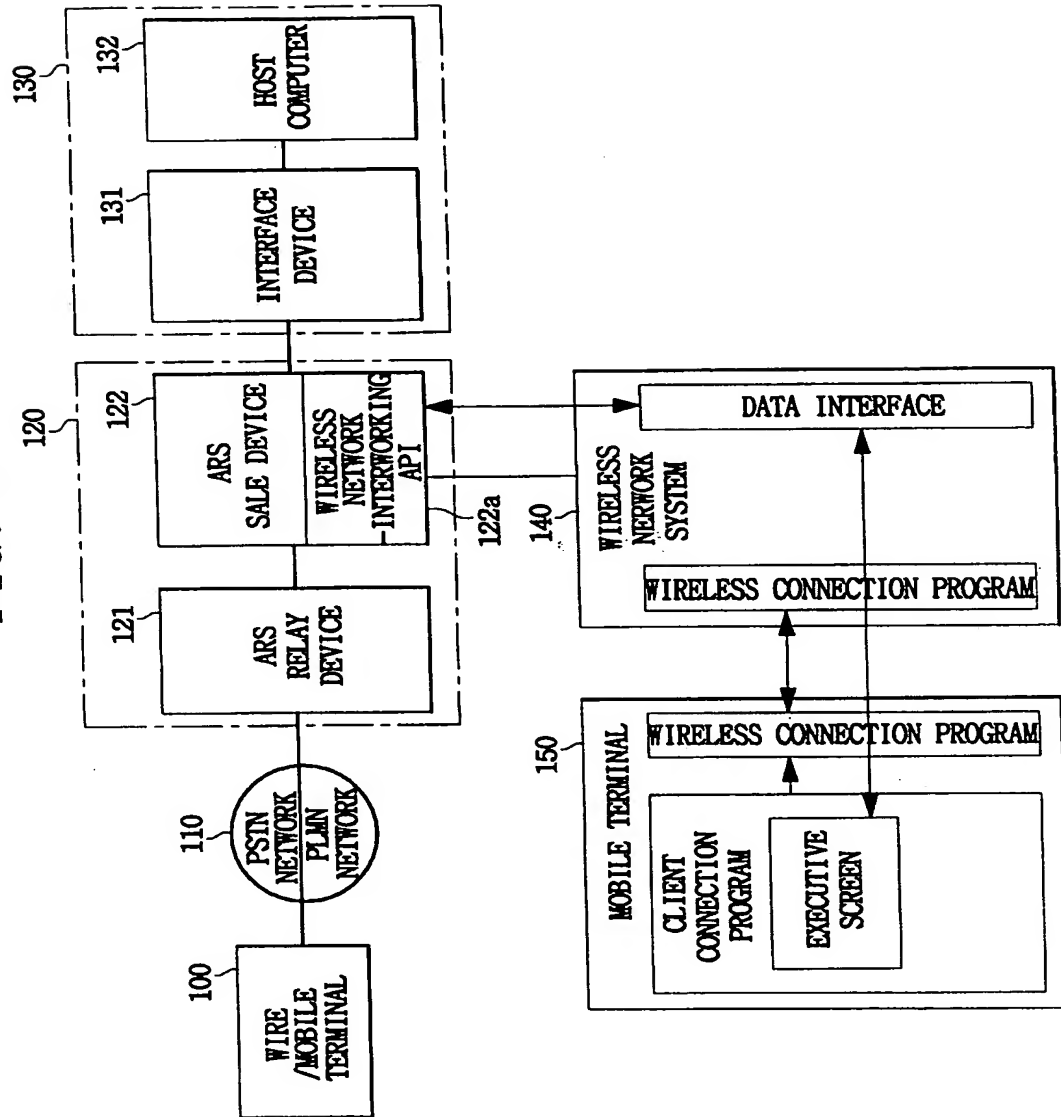 100
WIRE
/MOBILE
TERMINAL
110
PSTN
NETWORK
PLMN
NETWORK
120
121
ARS
RELAY
DEVICE
122
ARS
SALE DEVICE
WIRELESS
NETWORK
INTERWORKING
API
122a
130
131
INTERFACE
DEVICE
132
HOST
COMPUTER
140
WIRELESS
NERWORK
SYSTEM
DATA INTERFACE
WIRELESS CONNECTION PROGRAM
150
MOBILE TERMINAL
WIRELESS CONNECTION PROGRAM
CLIENT
CONNECTION
PROGRAM
EXECUTIVE
SCREEN